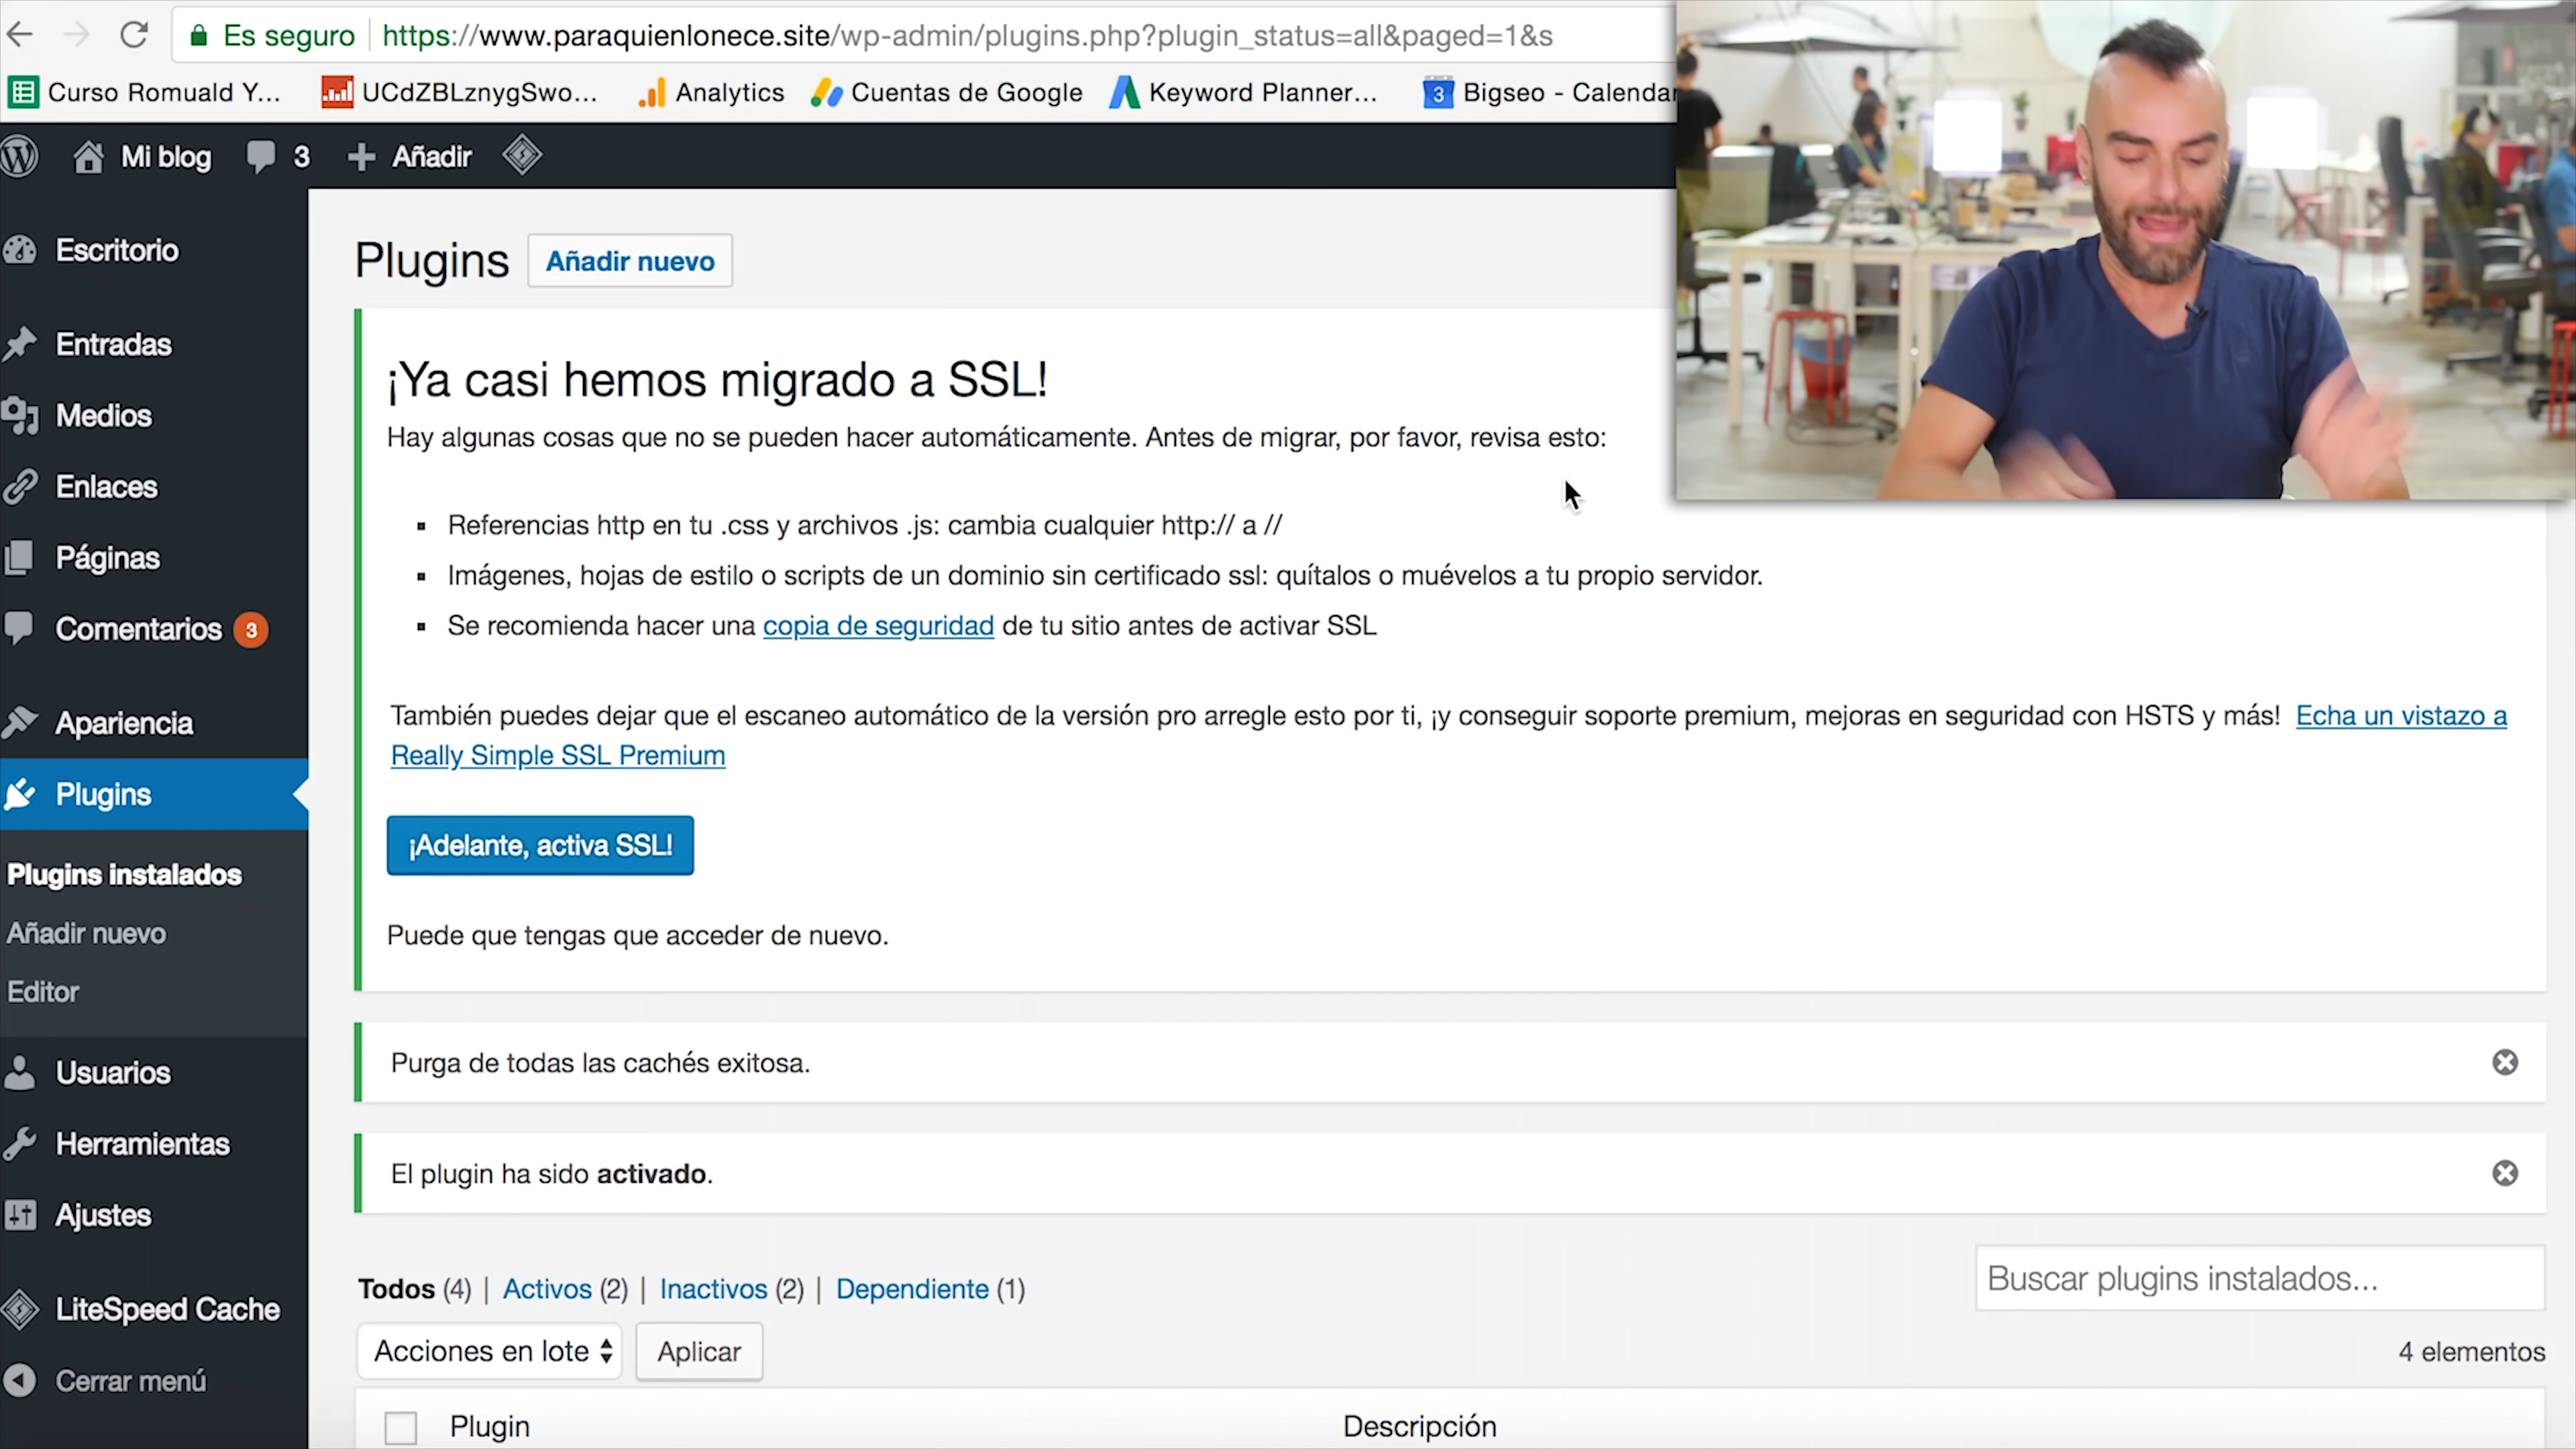 Es seguro https://www.paraquienlonece.site/wp-admin/plugins.php?plugin_status=all&paged=1&s
Curso Romuald Y... UCdZBLznygSwo... Analytics Cuentas de Google Keyword Planner... 3 Bigseo - Calendar
Mi blog 3 Añadir
Escritorio
Entradas
Medios
Enlaces
Páginas
Comentarios 3
Apariencia
Plugins
Plugins instalados
Añadir nuevo
Editor
Usuarios
Herramientas
Ajustes
LiteSpeed Cache
Cerrar menú
Plugins Añadir nuevo
¡Ya casi hemos migrado a SSL!
Hay algunas cosas que no se pueden hacer automáticamente. Antes de migrar, por favor, revisa esto:
Referencias http en tu .css y archivos .js: cambia cualquier http:// a //
Imágenes, hojas de estilo o scripts de un dominio sin certificado ssl: quítalos o muévelos a tu propio servidor.
Se recomienda hacer una copia de seguridad de tu sitio antes de activar SSL
También puedes dejar que el escaneo automático de la versión pro arregle esto por ti, ¡y conseguir soporte premium, mejoras en seguridad con HSTS y más! Echa un vistazo a
Really Simple SSL Premium
¡Adelante, activa SSL!
Puede que tengas que acceder de nuevo.
Purga de todas las cachés exitosa.
El plugin ha sido activado.
Todos (4) | Activos (2) | Inactivos (2) | Dependiente (1)
Buscar plugins instalados...
Acciones en lote Aplicar
4 elementos
Plugin Descripción